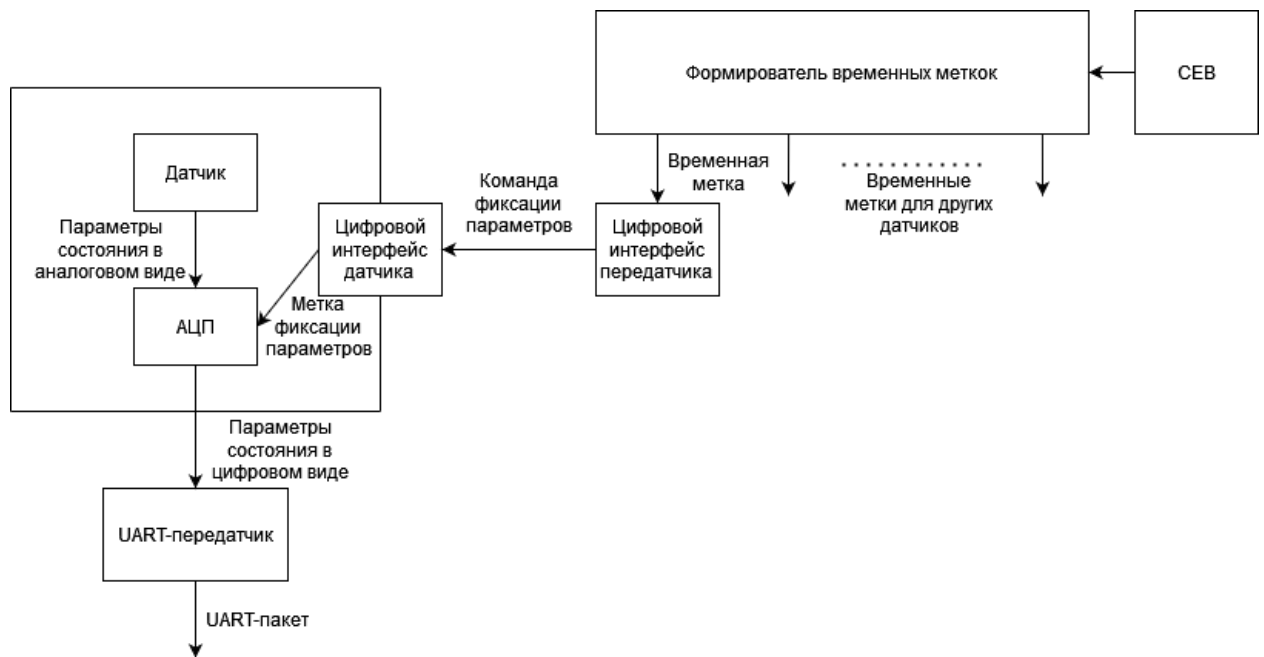 Формирователь временных меткок
СЕВ
Датчик
Временная
метка
Временные
метки для других
датчиков
Команда
фиксации
параметров
Параметры
состояния в
аналоговом виде
Цифровой
интерфейс
датчика
Цифровой
интерфейс
передатчика
АЦП
Метка
фиксации
параметров
Параметры
состояния в
цифровом виде
UART-передатчик
UART-пакет